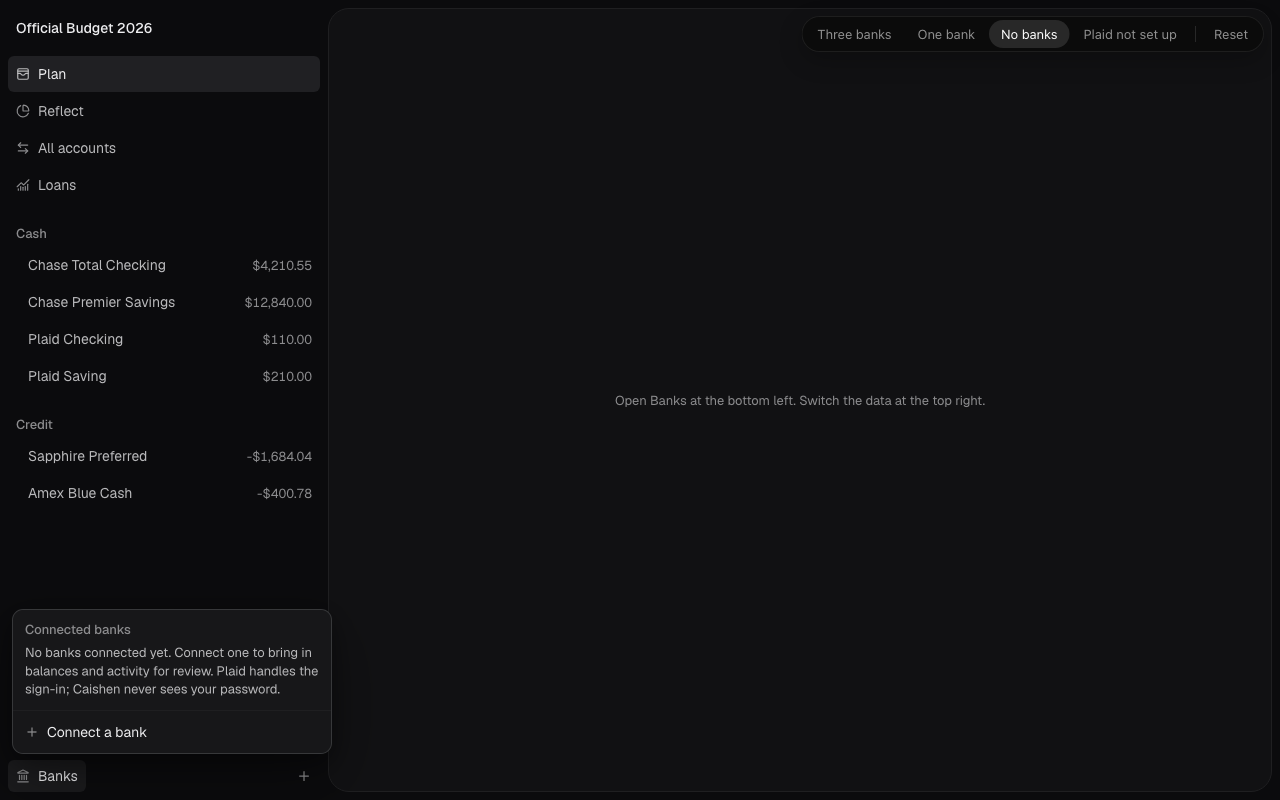 Official Budget 2026
Three banks
One bank
No banks
Plaid not set up
Reset
Plan
Reflect
All accounts
Loans
Cash
Chase Total Checking $4,210.55
Chase Premier Savings $12,840.00
Plaid Checking $110.00
Plaid Saving $210.00
Credit
Sapphire Preferred -$1,684.04
Amex Blue Cash -$400.78
Open Banks at the bottom left. Switch the data at the top right.
Connected banks
No banks connected yet. Connect one to bring in
balances and activity for review. Plaid handles the
sign-in; Caishen never sees your password.
Connect a bank
Banks